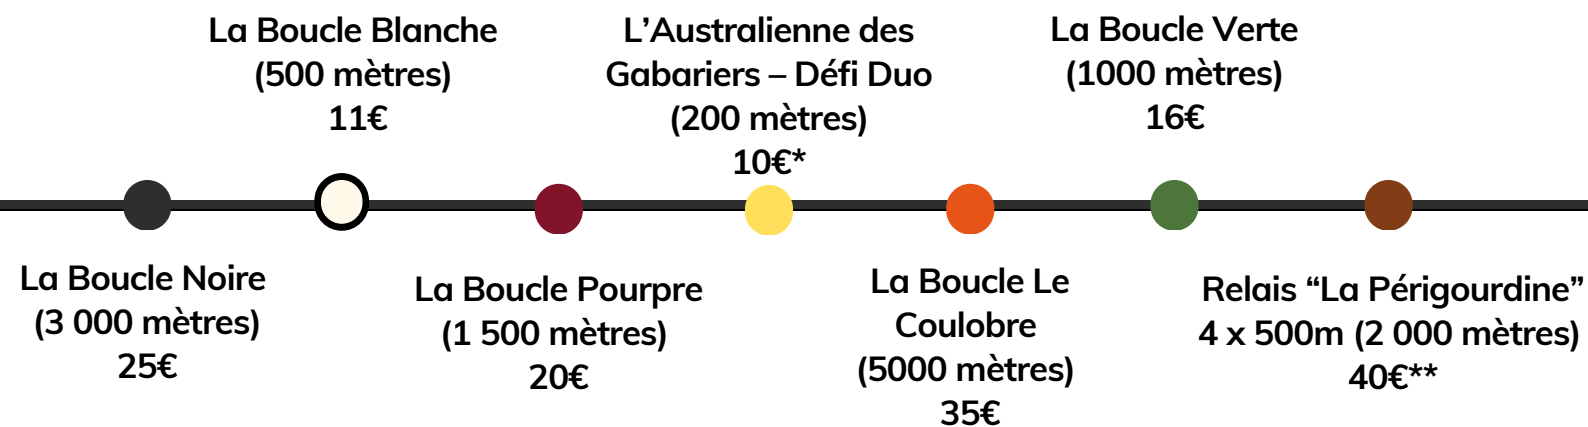 La Boucle Blanche
(500 mètres)
11€
L’Australienne des
Gabariers – Défi Duo
(200 mètres)
10€*
La Boucle Verte
(1000 mètres)
16€
La Boucle Noire
(3 000 mètres)
25€
La Boucle Pourpre
(1 500 mètres)
20€
La Boucle Le
Coulobre
(5000 mètres)
35€
Relais “La Périgourdine”
4 x 500m (2 000 mètres)
40€**